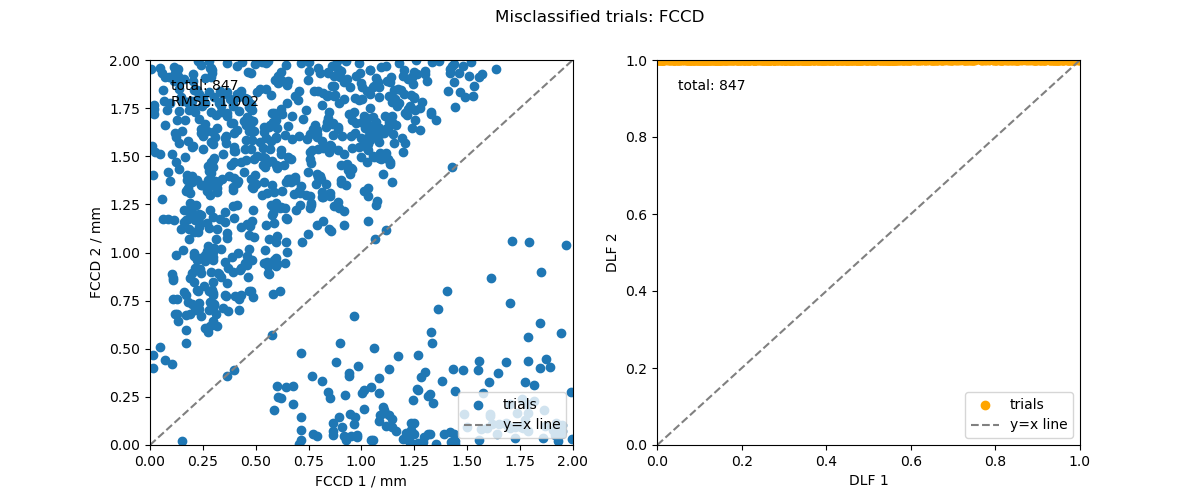 Misclassified trials: FCCD
total: 847
RMSE: 1.002
2.00
1.75
1.50
1.25
1.00
0.75
0.50
0.25
0.00
FCCD 2 / mm
trials
y=x line
0.00 0.25 0.50 0.75 1.00 1.25 1.50 1.75 2.00
FCCD 1 / mm
total: 847
1.0
0.8
0.6
0.4
0.2
0.0
DLF 2
trials
y=x line
0.0 0.2 0.4 0.6 0.8 1.0
DLF 1